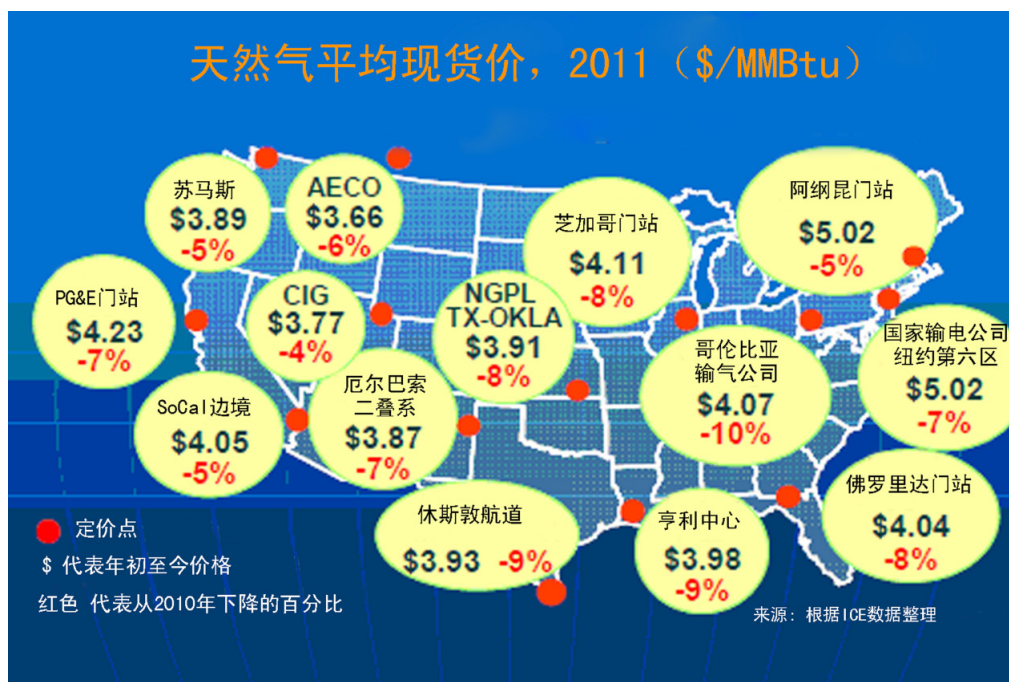 天然气平均现货价，2011（$/MMBtu）
苏马斯
$3.89
-5%
AECO
$3.66
-6%
芝加哥门站
$4.11
-8%
阿纲昆门站
$5.02
-5%
PG&E门站
$4.23
-7%
CIG
$3.77
-4%
NGPL
TX-OKLA
$3.91
-8%
哥伦比亚
输气公司
$4.07
-10%
国家输电公司
纽约第六区
$5.02
-7%
SoCal边境
$4.05
-5%
厄尔巴索
二叠系
$3.87
-7%
休斯敦航道
$3.93 -9%
亨利中心
$3.98
-9%
佛罗里达门站
$4.04
-8%
定价点
$ 代表年初至今价格
红色 代表从2010年下降的百分比
来源：根据ICE数据整理